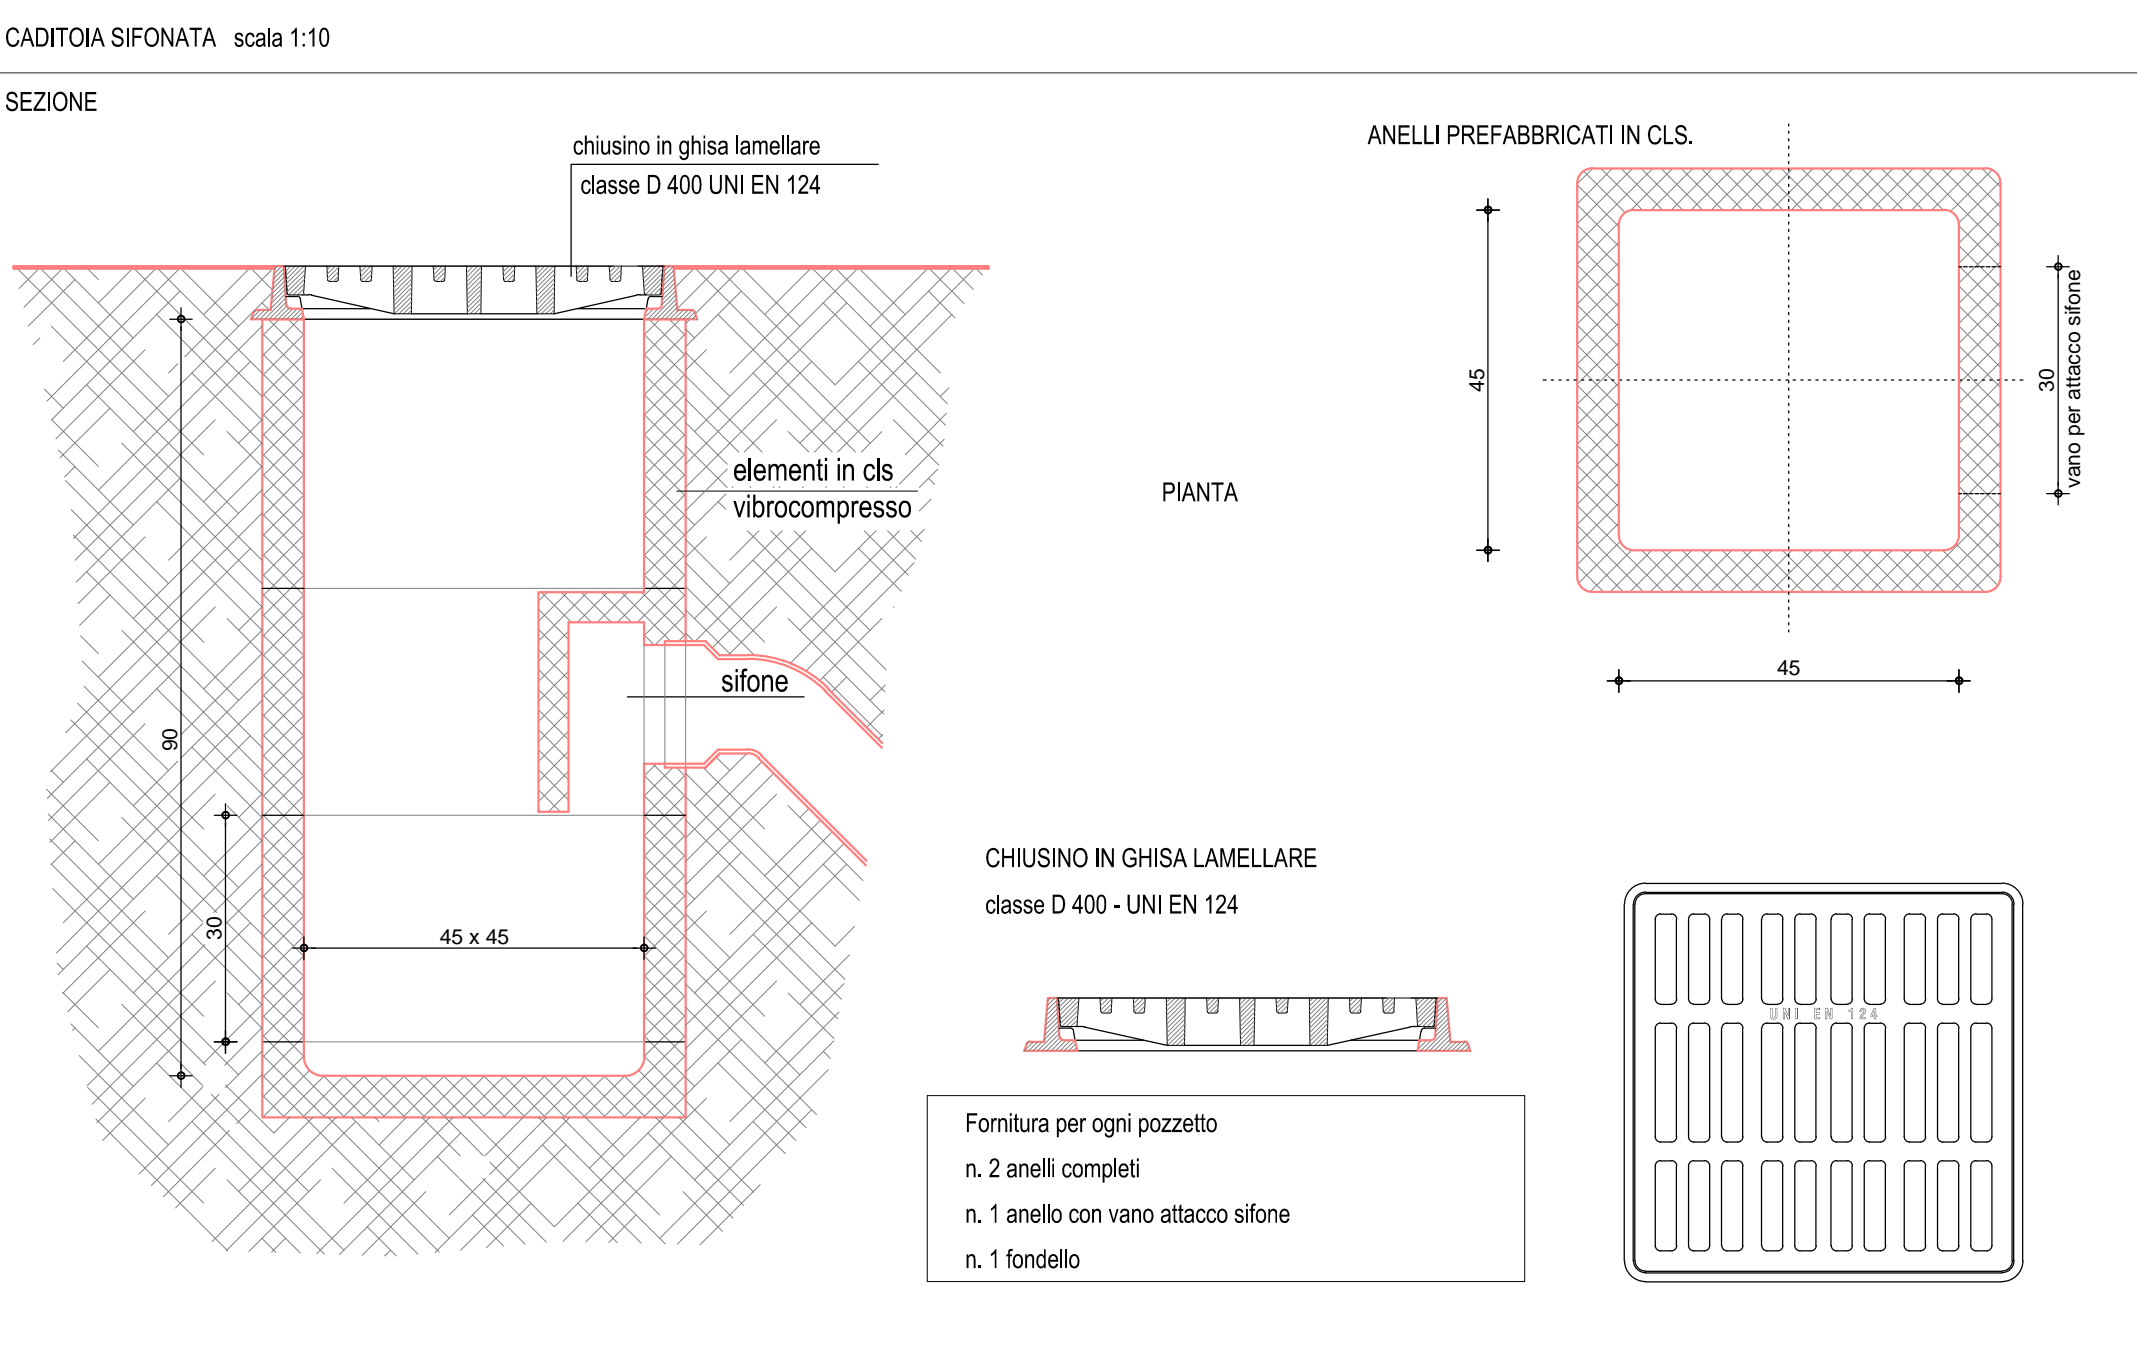 CADITOIA SIFONATA scala 1:10
SEZIONE
chiusino in ghisa lamellare
classe D 400 UNI EN 124
elementi in cls
vibrocompresso
sifone
90
30
45 x 45
ANELLI PREFABBRICATI IN CLS.
45
30
vano per attacco sifone
45
PIANTA
CHIUSINO IN GHISA LAMELLARE
classe D 400 - UNI EN 124
UNI EN 124
Fornitura per ogni pozzetto
n. 2 anelli completi
n. 1 anello con vano attacco sifone
n. 1 fondello